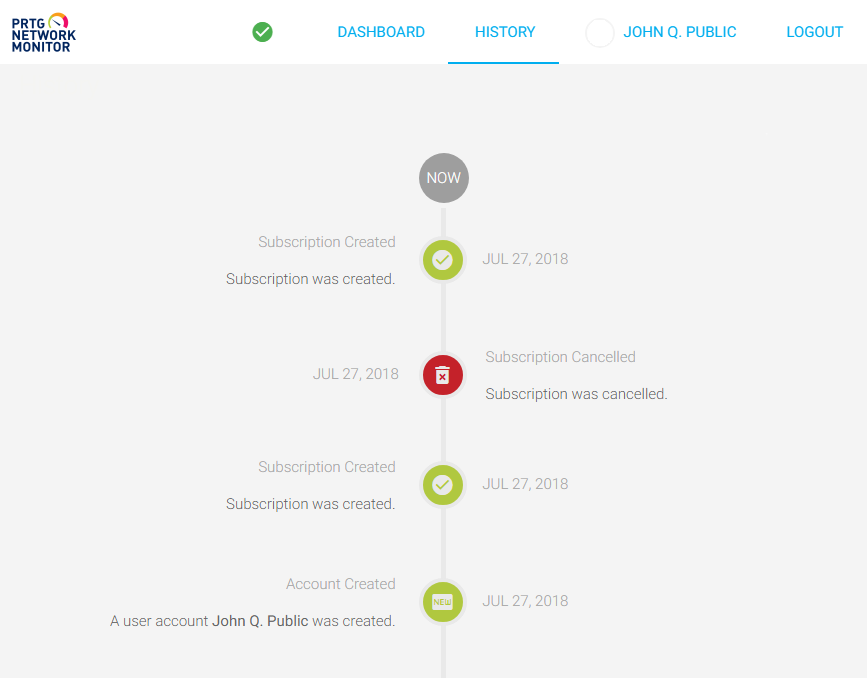 PRTG
NETWORK
MONITOR
DASHBOARD
HISTORY
JOHN Q. PUBLIC
LOGOUT
NOW
Subscription Created
Subscription was created.
JUL 27, 2018
JUL 27, 2018
Subscription Cancelled
Subscription was cancelled.
Subscription Created
Subscription was created.
JUL 27, 2018
Account Created
A user account John Q. Public was created.
NEW
JUL 27, 2018